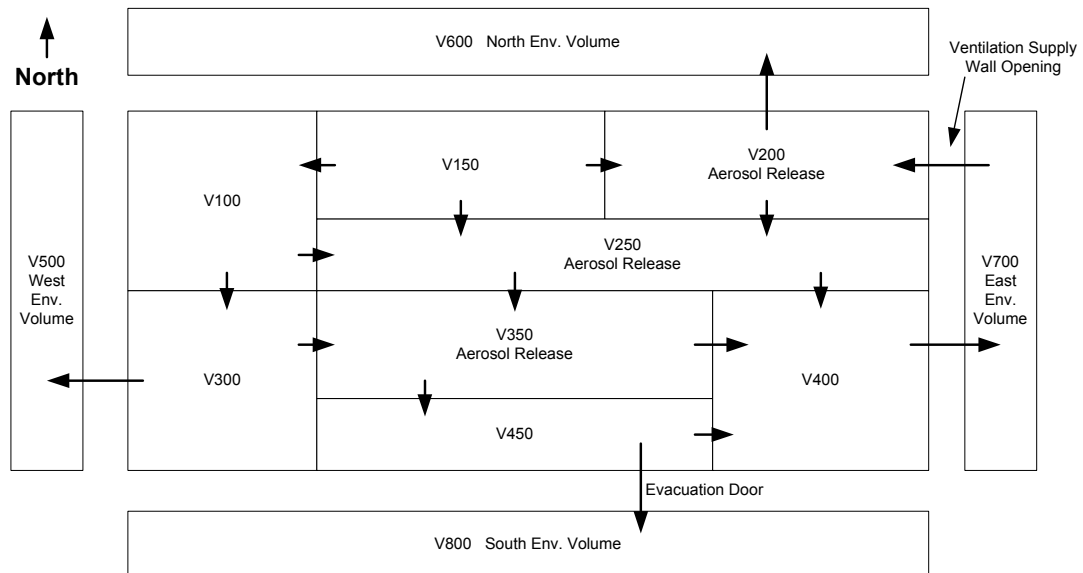 V600 North Env. Volume
Ventilation Supply
Wall Opening
North
V150
V200
Aerosol Release
V100
V250
Aerosol Release
V500
West
Env.
Volume
V700
East
Env.
Volume
V350
Aerosol Release
V300
V400
V450
Evacuation Door
V800 South Env. Volume